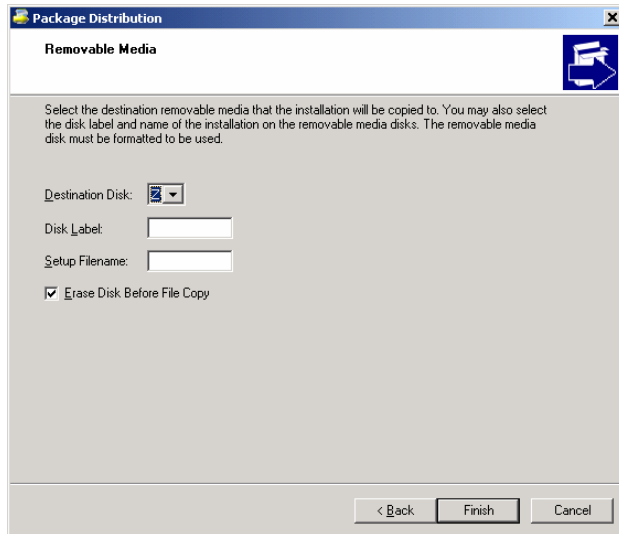 Package Distribution
Removable Media
Select the destination removable media that the installation will be copied to. You may also select
the disk label and name of the installation on the removable media disks. The removable media
disk must be formatted to be used.
Destination Disk: Z
Disk Label:
Setup Filename:
Erase Disk Before File Copy
< Back Finish Cancel